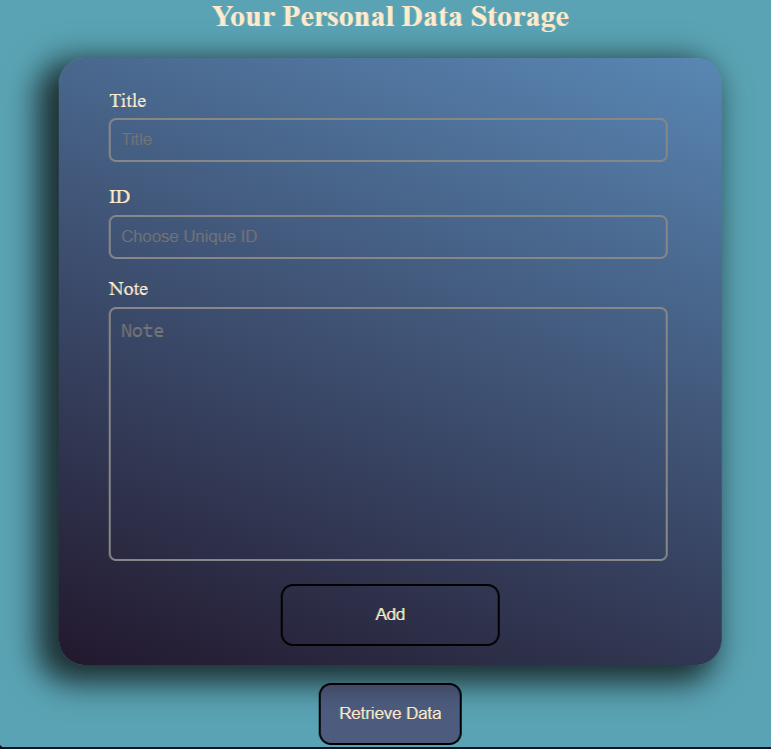 Your Personal Data Storage
Title
Title
ID
Choose Unique ID
Note
Note
Add
Retrieve Data